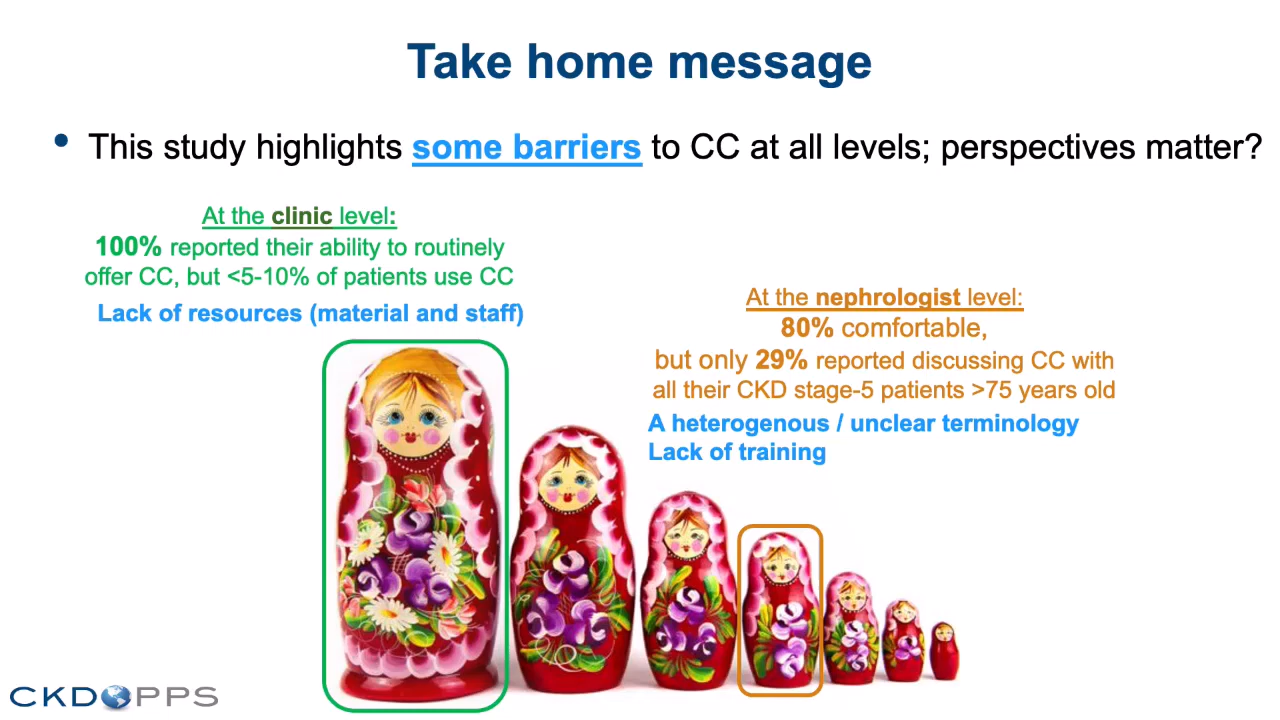 Take home message
• This study highlights some barriers to CC at all levels; perspectives matter?
At the clinic level:
100% reported their ability to routinely
offer CC, but <5-10% of patients use CC
Lack of resources (material and staff)
At the nephrologist level:
80% comfortable,
but only 29% reported discussing CC with
all their CKD stage-5 patients >75 years old
A heterogenous / unclear terminology
Lack of training
CKDOPPS